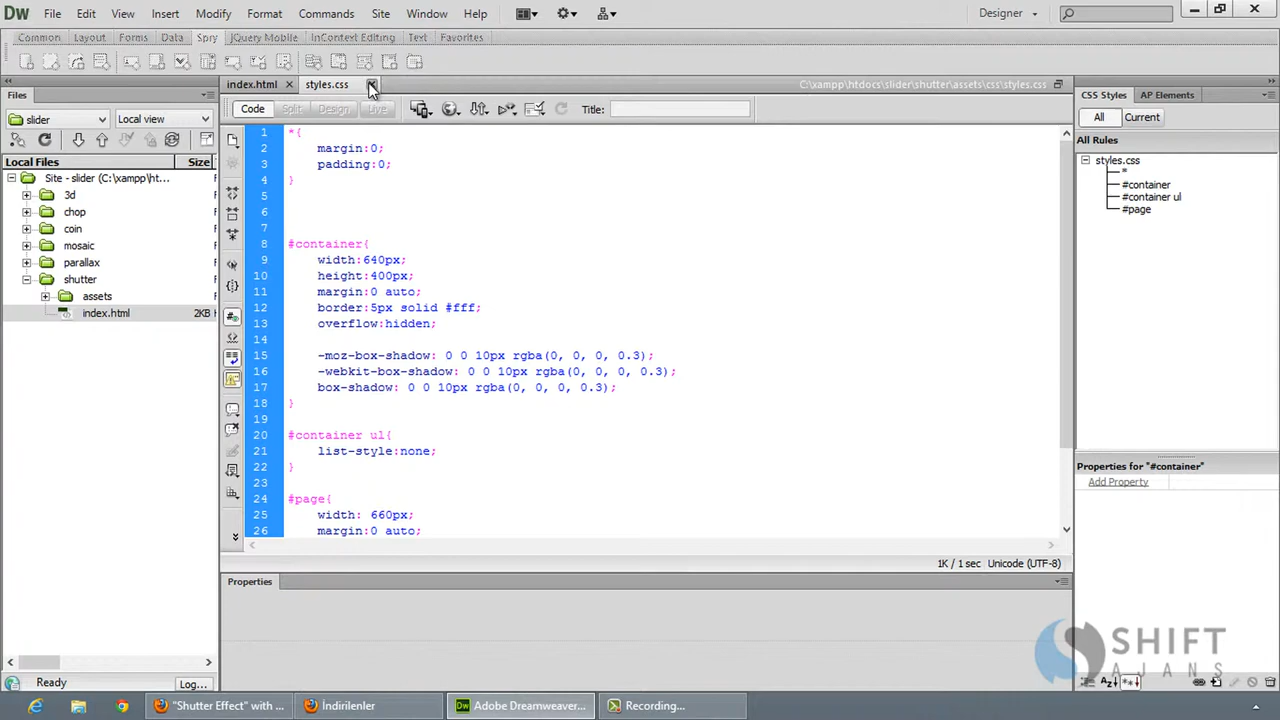 Dw File Edit View Insert Modify Format Commands Site Window Help Designer
Common Layout Forms Data Spry jQuery Mobile InContext Editing Text Favorites
Files
index.html styles.css C:\xampp\htdocs\slider\shutter\assets\css\styles.css
CSS Styles AP Elements
slider Local view
Code Split Design Live Title:
All Current
Local Files Size
All Rules
Site - slider (C:\xampp\ht... F
3d F
chop F
coin F
mosaic F
parallax F
shutter F
assets F
index.html 2KB
1 *{
2 margin:0;
3 padding:0;
4 }
5
6
7
8 #container{
9 width:640px;
10 height:400px;
11 margin:0 auto;
12 border:5px solid #fff;
13 overflow:hidden;
14
15 -moz-box-shadow: 0 0 10px rgba(0, 0, 0, 0.3);
16 -webkit-box-shadow: 0 0 10px rgba(0, 0, 0, 0.3);
17 box-shadow: 0 0 10px rgba(0, 0, 0, 0.3);
18 }
19
20 #container ul{
21 list-style:none;
22 }
23
24 #page{
25 width: 660px;
26 margin:0 auto;
styles.css
*
#container
#container ul
#page
Properties for "#container"
Add Property
1K / 1 sec Unicode (UTF-8)
Properties
SHIFT
AJANS
Ready Log...
"Shutter Effect" with ... İndirilenler Dw Adobe Dreamweaver... Recording...